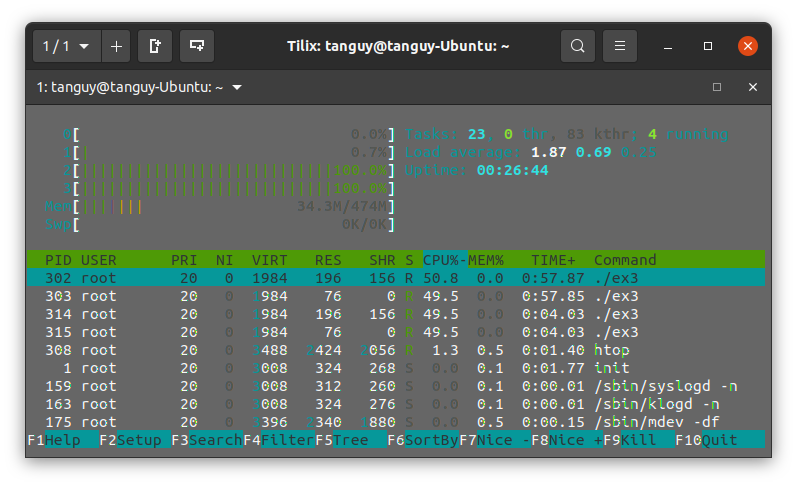 1 / 1 Tilix: tanguy@tanguy-Ubuntu: ~
1: tanguy@tanguy-Ubuntu: ~
0[ 0.0%] Tasks: 23, 0 thr, 83 kthr; 4 running
1[| 0.7%] Load average: 1.87 0.69 0.25
2[||||||||||||||||||||||||||||100.0%] Uptime: 00:26:44
3[||||||||||||||||||||||||||||100.0%]
Mem[||||||| 34.3M/474M]
Swp[ 0K/0K]
PID USER PRI NI VIRT RES SHR S CPU%-MEM% TIME+ Command
302 root 20 0 1984 196 156 R 50.8 0.0 0:57.87 ./ex3
303 root 20 0 1984 76 0 R 49.5 0.0 0:57.85 ./ex3
314 root 20 0 1984 196 156 R 49.5 0.0 0:04.03 ./ex3
315 root 20 0 1984 76 0 R 49.5 0.0 0:04.03 ./ex3
308 root 20 0 3488 2424 2056 R 1.3 0.5 0:01.40 htop
1 root 20 0 3008 324 268 S 0.0 0.1 0:01.77 init
159 root 20 0 3008 312 260 S 0.0 0.1 0:00.01 /sbin/syslogd -n
163 root 20 0 3008 324 276 S 0.0 0.1 0:00.01 /sbin/klogd -n
175 root 20 0 3396 2340 1880 S 0.0 0.5 0:00.15 /sbin/mdev -df
F1Help F2Setup F3SearchF4FilterF5Tree F6SortByF7Nice -F8Nice +F9Kill F10Quit